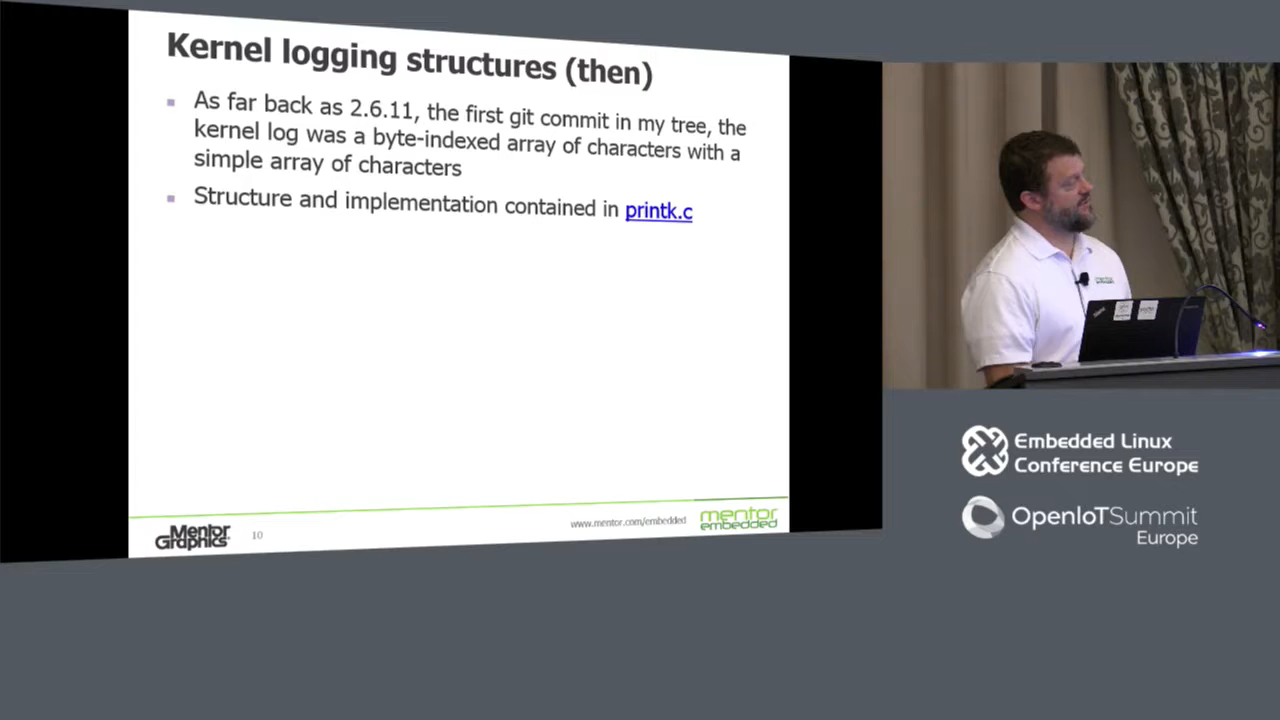 Kernel logging structures (then)
As far back as 2.6.11, the first git commit in my tree, the
kernel log was a byte-indexed array of characters with a
simple array of characters
Structure and implementation contained in printk.c
www.mentor.com/embedded
mentor
embedded
Mentor
Graphics
10
mentor
Embedded Linux
Conference Europe
OpenIoTSummit
Europe